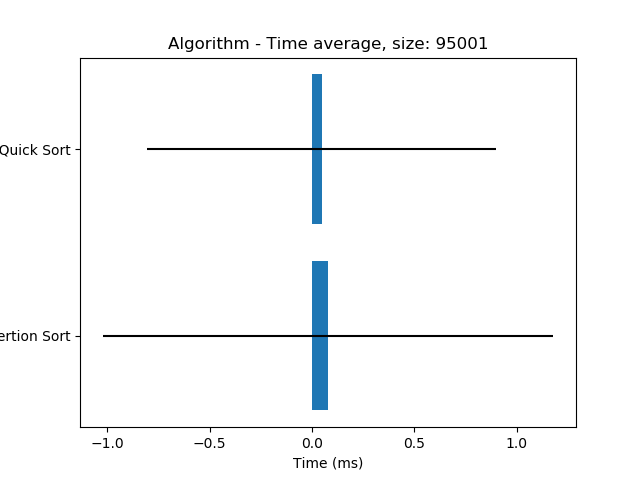 Algorithm - Time average, size: 95001
Quick Sort
ertion Sort
−1.0 −0.5 0.0 0.5 1.0
Time (ms)